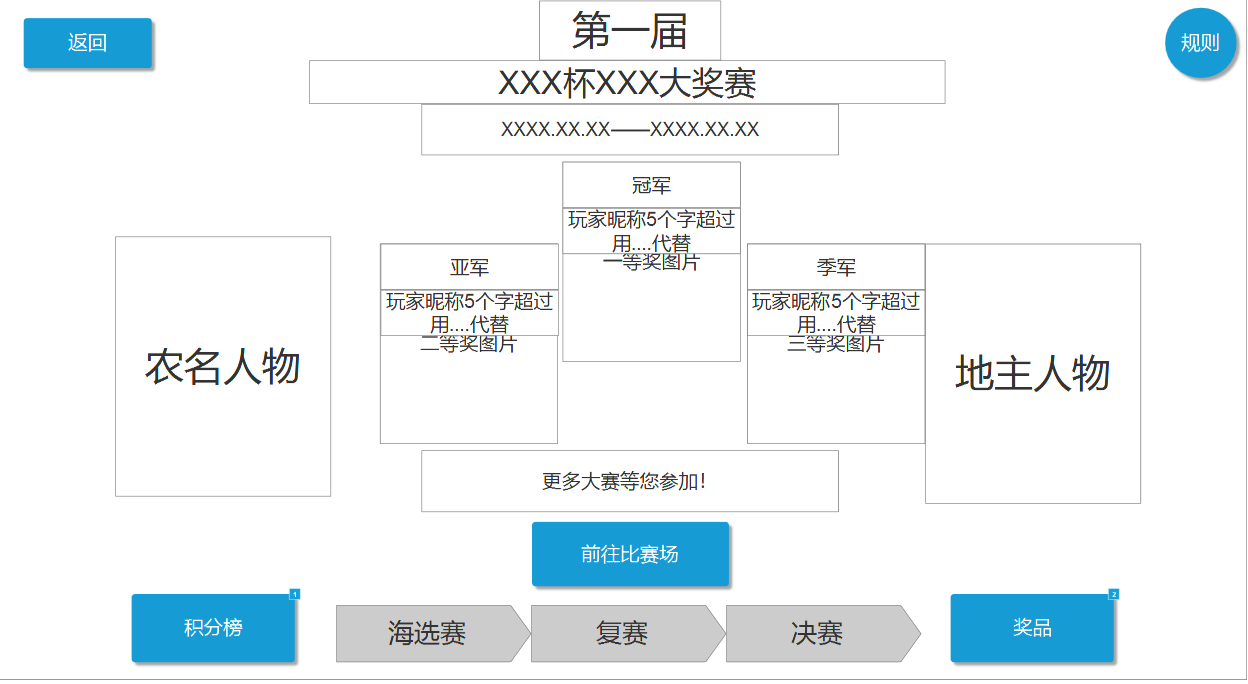 返回
第一届
规则
XXX杯XXX大奖赛
XXXX.XX.XX——XXXX.XX.XX
冠军
玩家昵称5个字超过
用....代替
一等奖图片
亚军
玩家昵称5个字超过
用....代替
二等奖图片
季军
玩家昵称5个字超过
用....代替
三等奖图片
农名人物
地主人物
更多大赛等您参加！
前往比赛场
积分榜
1
海选赛
复赛
决赛
奖品
2